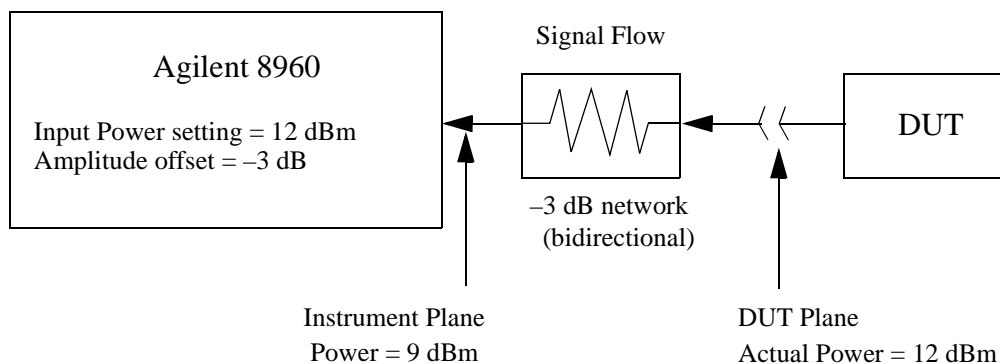 Signal Flow
Agilent 8960
Input Power setting = 12 dBm
Amplitude offset = –3 dB
DUT
–3 dB network
(bidirectional)
Instrument Plane
Power = 9 dBm
DUT Plane
Actual Power = 12 dBm